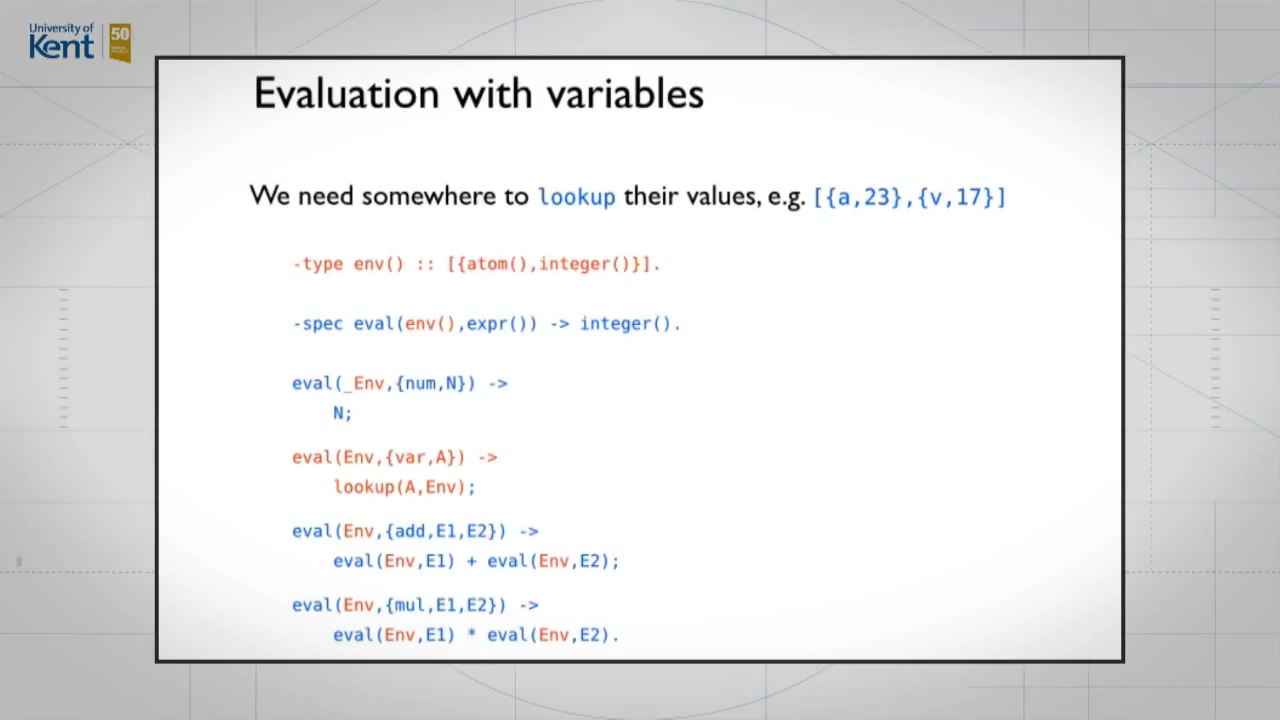 University of
Kent
50
Evaluation with variables
We need somewhere to lookup their values, e.g. [{a,23},{v,17}]
-type env() :: [{atom(),integer()}].
-spec eval(env(),expr()) -> integer().
eval(_Env,{num,N}) ->
N;
eval(Env,{var,A}) ->
lookup(A,Env);
eval(Env,{add,E1,E2}) ->
eval(Env,E1) + eval(Env,E2);
eval(Env,{mul,E1,E2}) ->
eval(Env,E1) * eval(Env,E2).